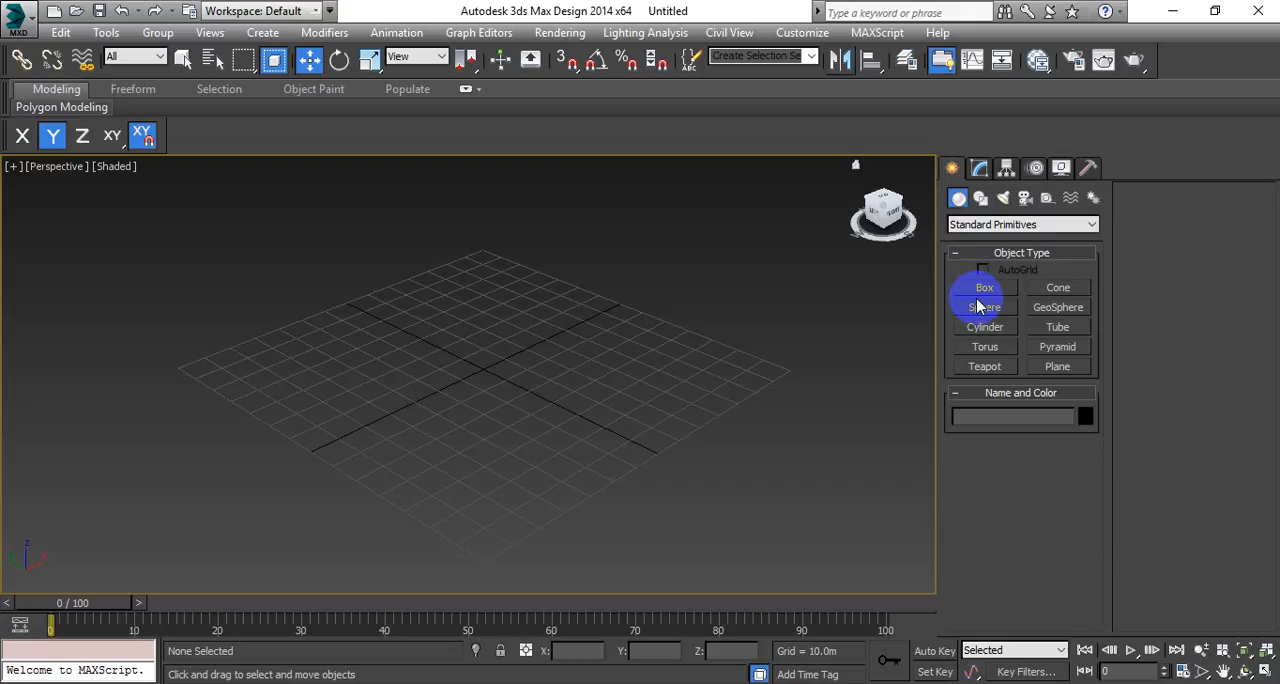 Workspace: Default
Autodesk 3ds Max Design 2014 x64 Untitled
Type a keyword or phrase
MXD
Edit Tools Group Views Create Modifiers Animation Graph Editors Rendering Lighting Analysis Civil View Customize MAXScript Help
All View 3 Create Selection Se
Modeling Freeform Selection Object Paint Populate
Polygon Modeling
X Y Z XY XY
[+] [Perspective] [Shaded]
Standard Primitives
Object Type
AutoGrid
Box Cone
Sphere GeoSphere
Cylinder Tube
Torus Pyramid
Teapot Plane
Name and Color
z
0 / 100
0 10 20 30 40 50 60 70 80 90 100
None Selected X: Y: Z: Grid = 10.0m Auto Key Selected
Welcome to MAXScript. Click and drag to select and move objects Add Time Tag Set Key Key Filters... 0